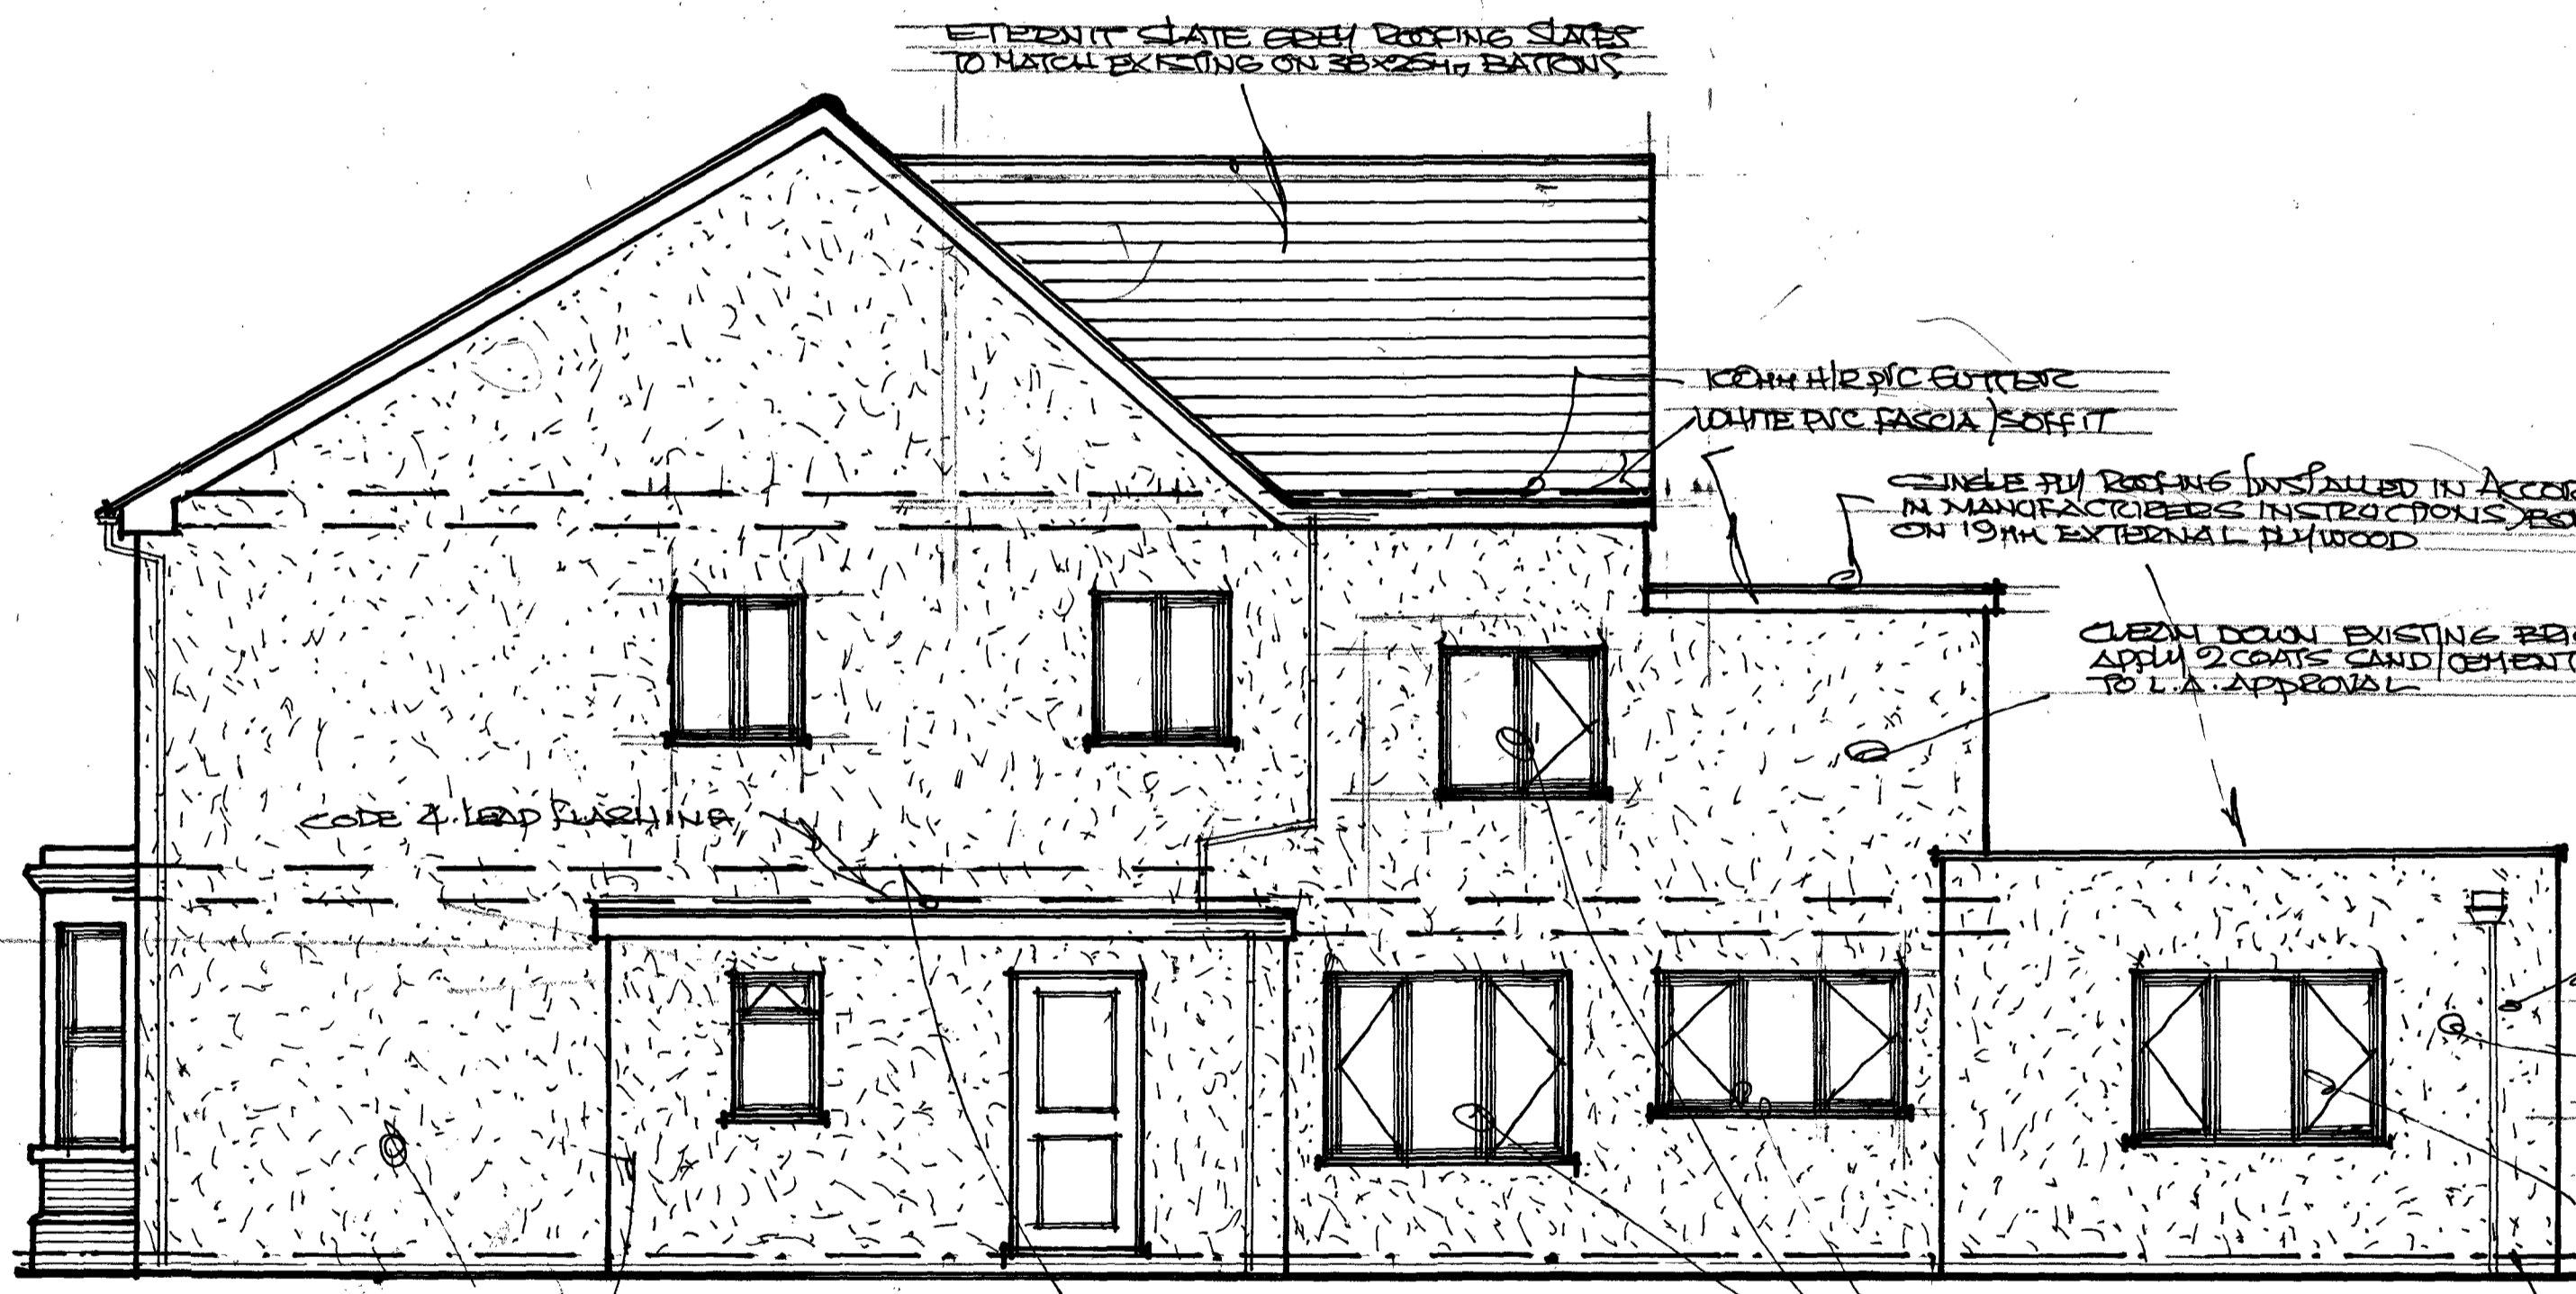 ETERNIT SLATE GREY ROOFING SLATES
TO MATCH EXISTING ON 38x25mm BATTONS
100mm H/R PVC GUTTER
WHITE PVC FASCIA/SOFFIT
SINGLE PLY ROOFING (INSTALLED IN ACCOR
IN MANUFACTURERS INSTRUCTIONS)
ON 19mm EXTERNAL PLYWOOD
CLEAN DOWN EXISTING
APPLY 2 COATS SAND/CEMENT
TO L.A. APPROVAL
CODE 4 LEAD FLASHING